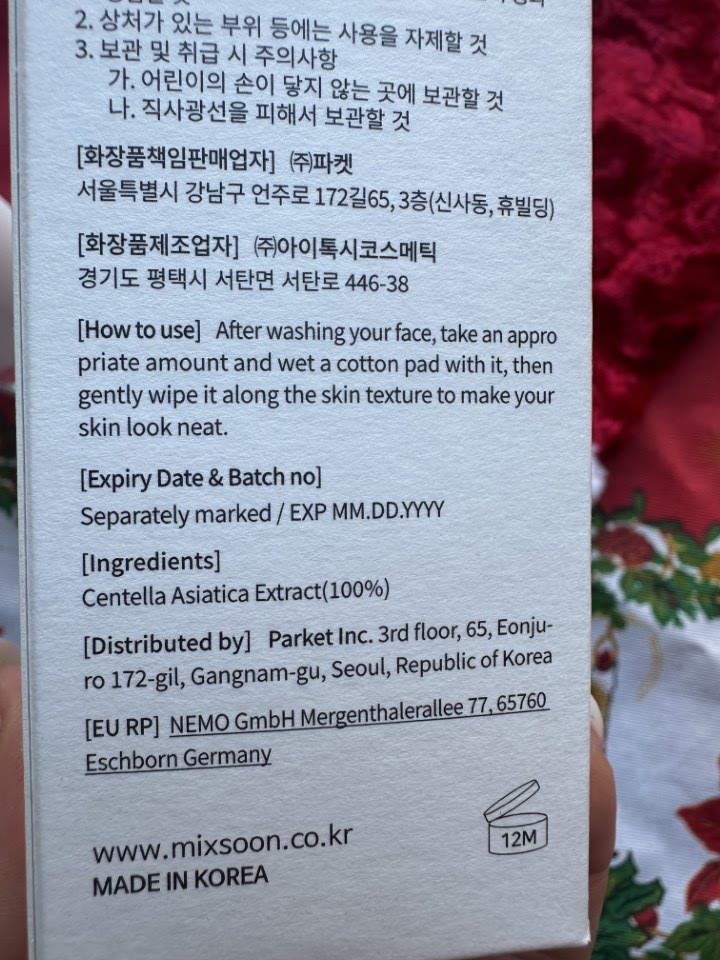 2. 상처가 있는 부위 등에는 사용을 자제할 것
3. 보관 및 취급 시 주의사항
가. 어린이의 손이 닿지 않는 곳에 보관할 것
나. 직사광선을 피해서 보관할 것
[화장품책임판매업자] ㈜파켓
서울특별시 강남구 언주로 172길65, 3층(신사동, 휴빌딩)
[화장품제조업자] ㈜아이톡시코스메틱
경기도 평택시 서탄면 서탄로 446-38
[How to use] After washing your face, take an appro
priate amount and wet a cotton pad with it, then
gently wipe it along the skin texture to make your
skin look neat.
[Expiry Date & Batch no]
Separately marked / EXP MM.DD.YYYY
[Ingredients]
Centella Asiatica Extract(100%)
[Distributed by] Parket Inc. 3rd floor, 65, Eonju-
ro 172-gil, Gangnam-gu, Seoul, Republic of Korea
[EU RP] NEMO GmbH Mergenthalerallee 77, 65760
Eschborn Germany
12M
www.mixsoon.co.kr
MADE IN KOREA